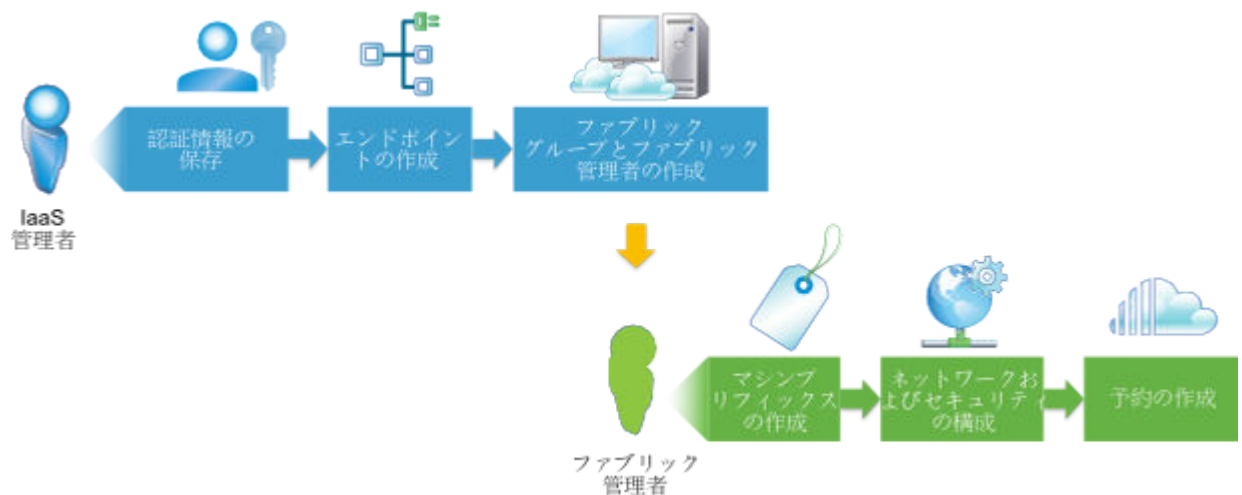 認証情報の
保存
エンドポイン
トの作成
ファブリック
グループとファブリック
管理者の作成
IaaS
管理者
マシンプ
リフィックス
の作成
ネットワークお
よびセキュリティ
の構成
予約の作成
ファブリック
管理者